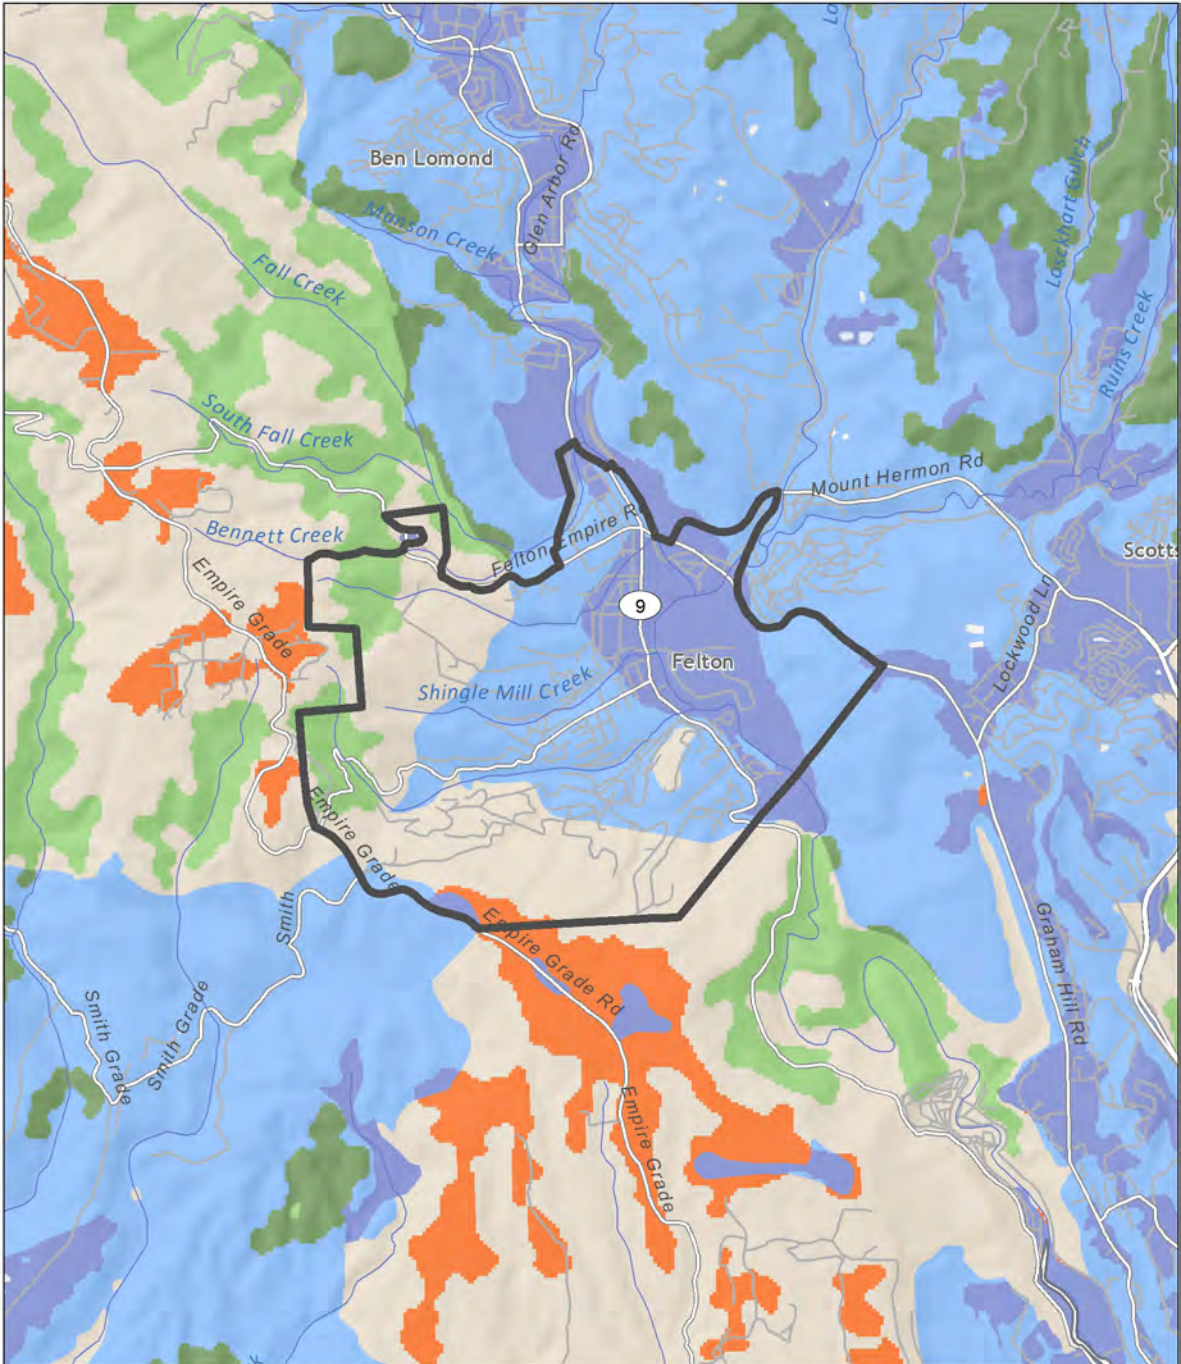 Lo
Ben Lomond
Glen Arbor Rd
Manson Creek
Fall Creek
Losckhart Gulch
Ruins Creek
South Fall Creek
Mount Hermon Rd
Bennett Creek
Felton Empire R
Scotts
Empire Grade
9
Lockwood Ln
Felton
Shingle Mill Creek
Empire Grade
Smith
Empire Grade Rd
Graham Hill Rd
Smith Grade
Smith Grade
Empire Grade
k